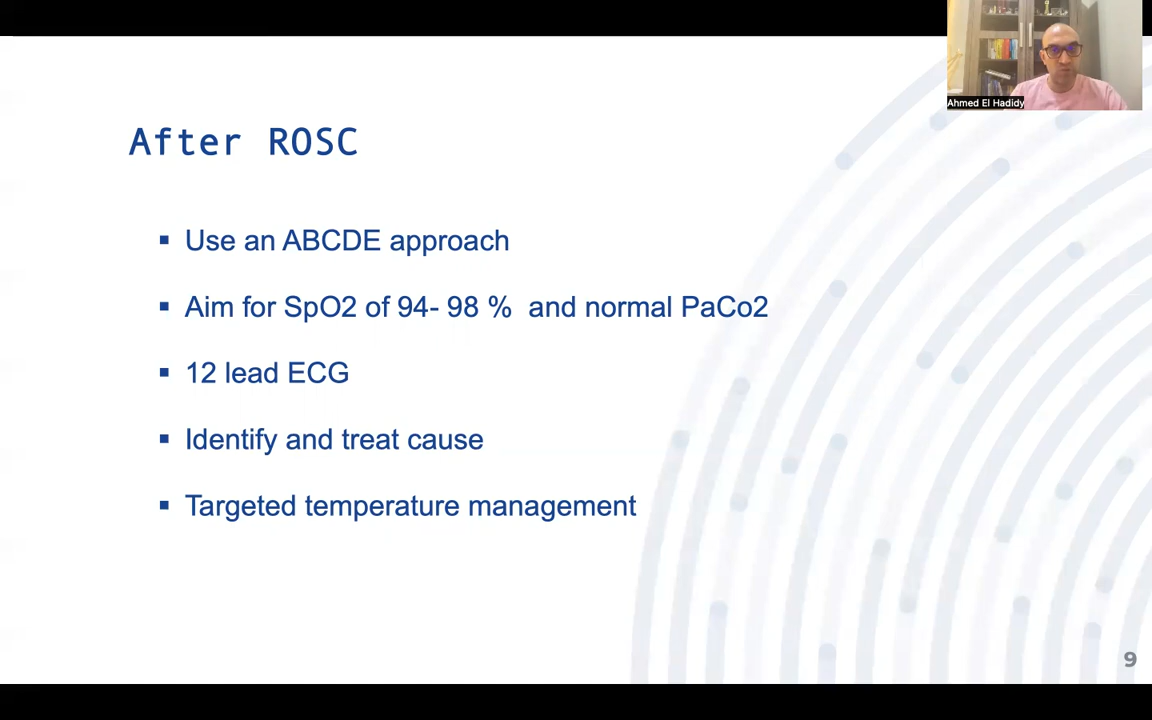 Ahmed El Hadidy
After ROSC
▪ Use an ABCDE approach
▪ Aim for SpO2 of 94- 98 % and normal PaCo2
▪ 12 lead ECG
▪ Identify and treat cause
▪ Targeted temperature management
9